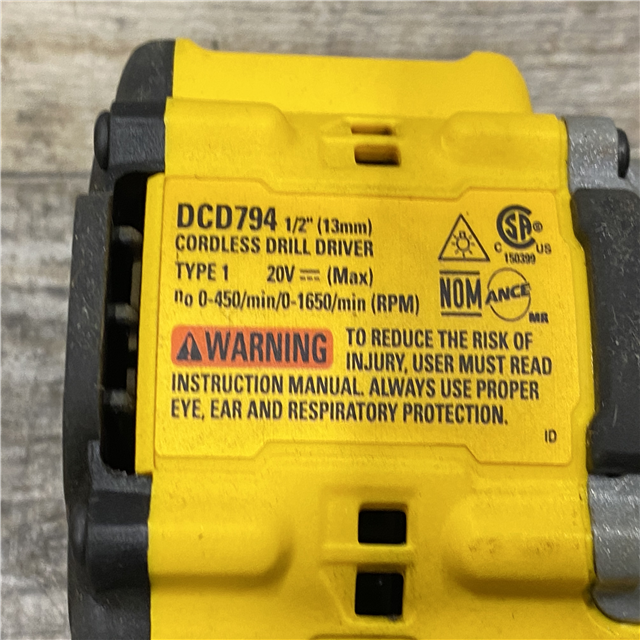 DCD794 1/2" (13mm)
CORDLESS DRILL DRIVER
TYPE 1 20V ⎓ (Max)
no 0-450/min/0-1650/min (RPM)
SA®
C US
150399
NOM ANCE
MR
WARNING TO REDUCE THE RISK OF
INJURY, USER MUST READ
INSTRUCTION MANUAL. ALWAYS USE PROPER
EYE, EAR AND RESPIRATORY PROTECTION.
ID